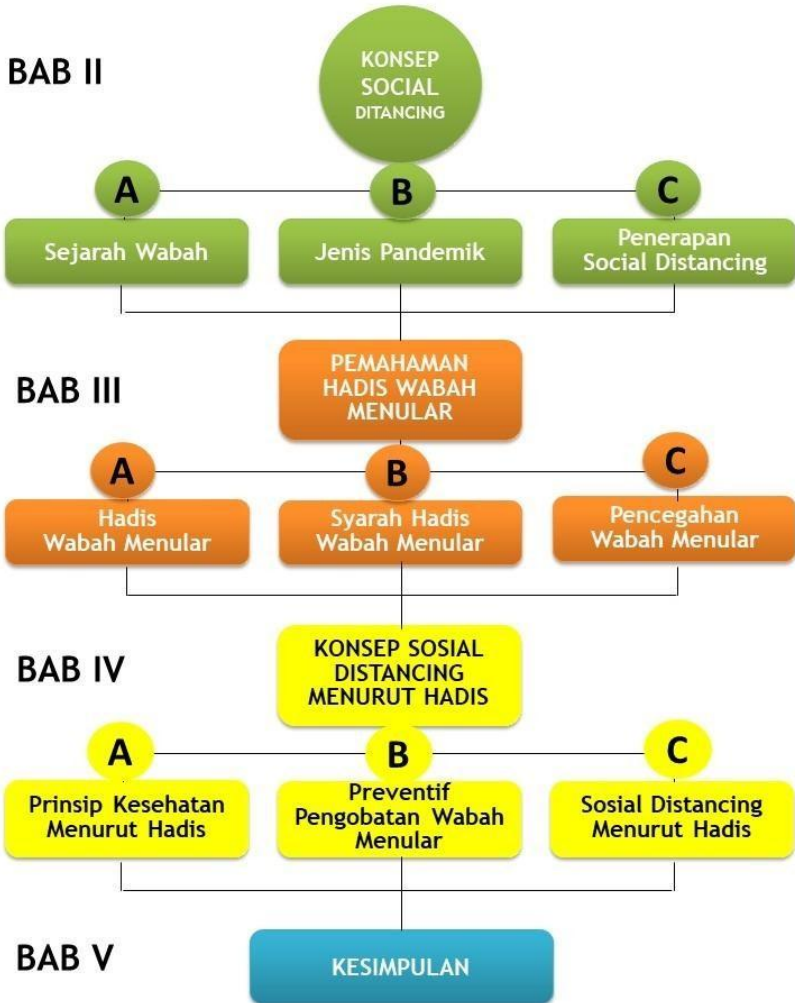 BAB II
KONSEP
SOCIAL
DITANCING
A
B
C
Sejarah Wabah
Jenis Pandemik
Penerapan
Social Distancing
BAB III
PEMAHAMAN
HADIS WABAH
MENULAR
A
B
C
Hadis
Wabah Menular
Syarah Hadis
Wabah Menular
Pencegahan
Wabah Menular
BAB IV
KONSEP SOSIAL
DISTANCING
MENURUT HADIS
A
B
C
Prinsip Kesehatan
Menurut Hadis
Preventif
Pengobatan Wabah
Menular
Sosial Distancing
Menurut Hadis
BAB V
KESIMPULAN